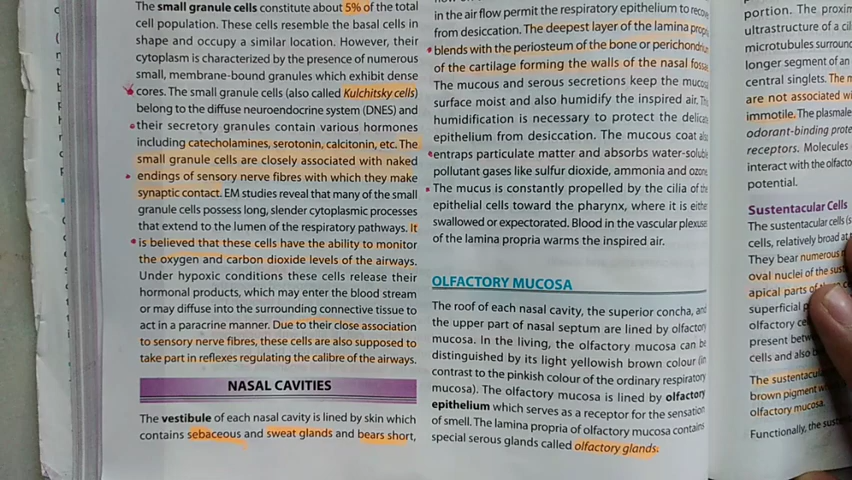 The small granule cells constitute about 5% of the total
cell population. These cells resemble the basal cells in
shape and occupy a similar location. However, their
cytoplasm is characterized by the presence of numerous
small, membrane-bound granules which exhibit dense
cores. The small granule cells (also called Kulchitsky cells)
belong to the diffuse neuroendocrine system (DNES) and
their secretory granules contain various hormones
including catecholamines, serotonin, calcitonin, etc. The
small granule cells are closely associated with naked
endings of sensory nerve fibres with which they make
synaptic contact. EM studies reveal that many of the small
granule cells possess long, slender cytoplasmic processes
that extend to the lumen of the respiratory pathways. It
is believed that these cells have the ability to monitor
the oxygen and carbon dioxide levels of the airways.
Under hypoxic conditions these cells release their
hormonal products, which may enter the blood stream
or may diffuse into the surrounding connective tissue to
act in a paracrine manner. Due to their close association
to sensory nerve fibres, these cells are also supposed to
take part in reflexes regulating the calibre of the airways.
NASAL CAVITIES
The vestibule of each nasal cavity is lined by skin which
contains sebaceous and sweat glands and bears short,
in the air flow permit the respiratory epithelium to
from desiccation. The deepest layer of the lamina
blends with the periosteum of the bone or
of the cartilage forming the walls of the nasal
The mucous and serous secretions keep the
surface moist and also humidify the inspired air.
humidification is necessary to protect the
epithelium from desiccation. The mucous coat
entraps particulate matter and absorbs
pollutant gases like sulfur dioxide, ammonia and ozone
The mucus is constantly propelled by the cilia of the
epithelial cells toward the pharynx, where it is either
swallowed or expectorated. Blood in the vascular
of the lamina propria warms the inspired air.
OLFACTORY MUCOSA
The roof of each nasal cavity, the superior concha, and
the upper part of nasal septum are lined by olfactory
mucosa. In the living, the olfactory mucosa can be
distinguished by its light yellowish brown colour (in
contrast to the pinkish colour of the ordinary respiratory
mucosa). The olfactory mucosa is lined by olfactory
epithelium which serves as a receptor for the sensation
of smell. The lamina propria of olfactory mucosa contains
special serous glands called olfactory glands.
portion. The
ultrastructure of a
microtubules
longer segment of an
central singlets. The
are not associated
immotile. The
odorant-binding
receptors. Molecules
interact with the
potential.
Sustentacular Cells
The sustentacular cells
cells, relatively broad at
They bear numerous
oval nuclei of the
apical parts of
superficial
olfactory
present
cells and also
The
brown pigment
olfactory mucosa.
Functionally, the